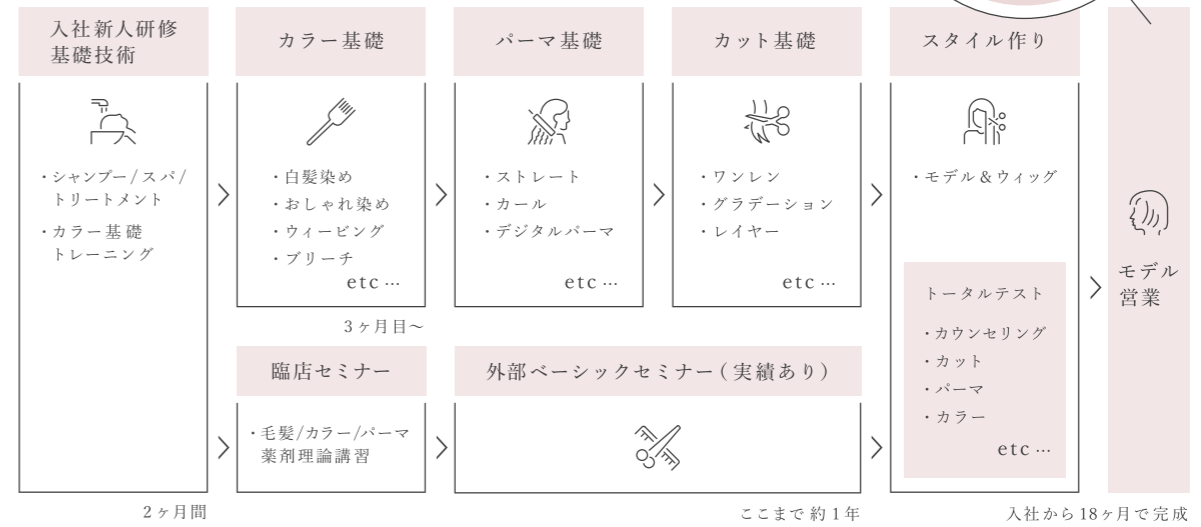 入社新人研修
基礎技術
・シャンプー/スパ/
トリートメント
・カラー基礎
トレーニング
2ヶ月間
カラー基礎
・白髪染め
・おしゃれ染め
・ウィービング
・ブリーチ
etc …
3ヶ月目〜
パーマ基礎
・ストレート
・カール
・デジタルパーマ
etc …
カット基礎
・ワンレン
・グラデーション
・レイヤー
etc …
臨店セミナー
・毛髪/カラー/パーマ
薬剤理論講習
外部ベーシックセミナー(実績あり)
ここまで 約1年
スタイル作り
・モデル&ウィッグ
トータルテスト
・カウンセリング
・カット
・パーマ
・カラー
etc …
モデル
営業
入社から18ヶ月で完成